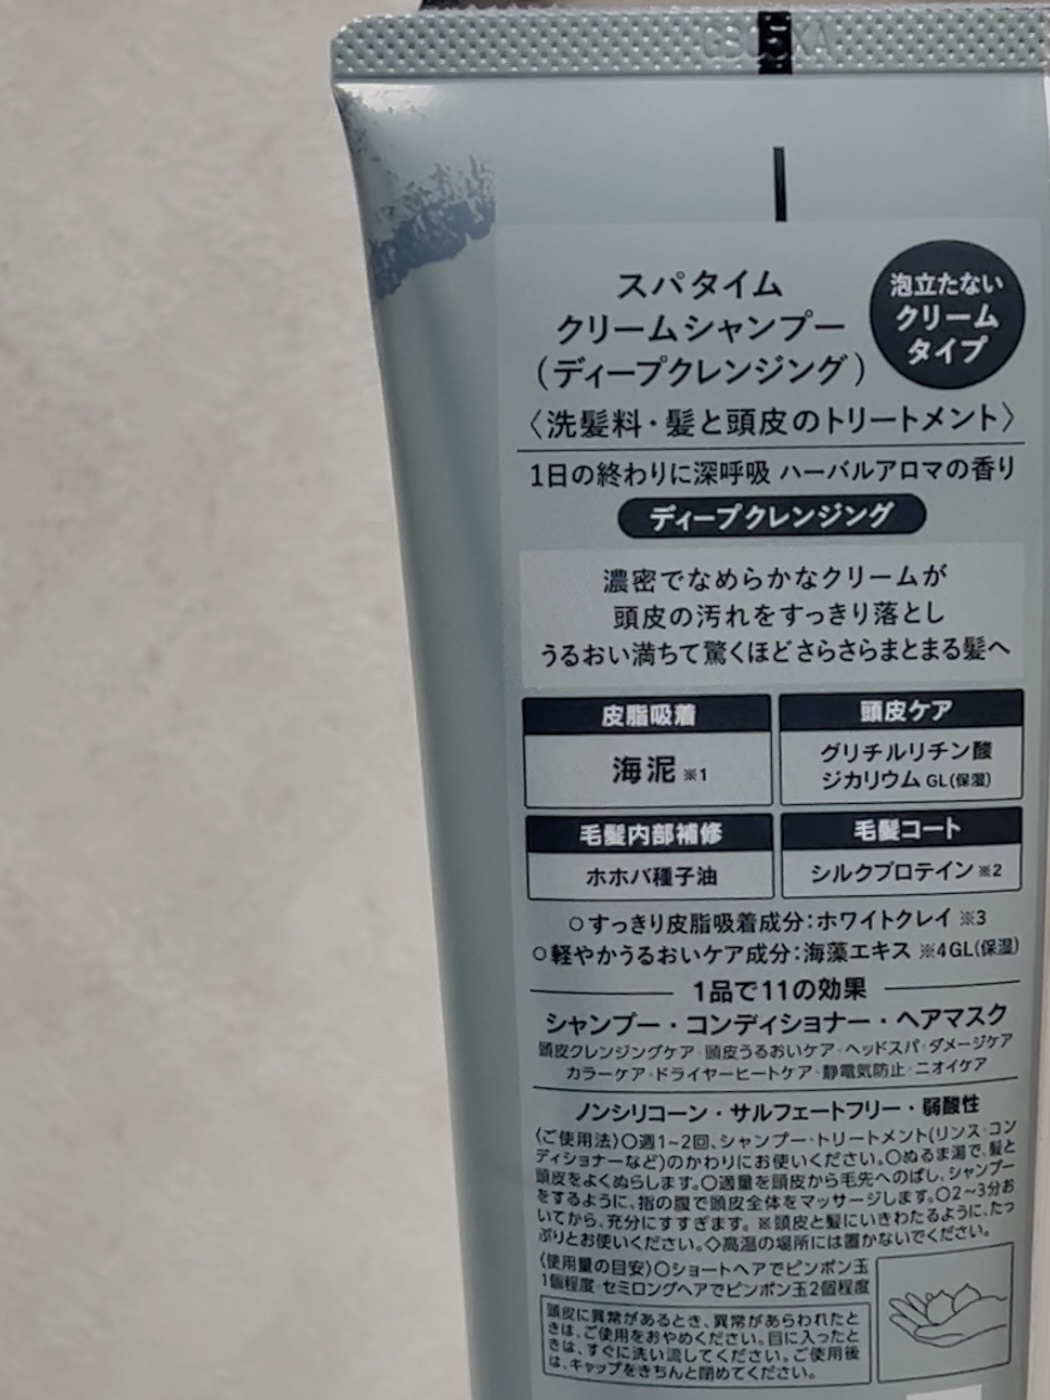 スパタイム
クリームシャンプー
（ディープクレンジング）
泡立たない
クリーム
タイプ
〈洗髪料・髪と頭皮のトリートメント〉
1日の終わりに深呼吸 ハーバルアロマの香り
ディープクレンジング
濃密でなめらかなクリームが
頭皮の汚れをすっきり落とし
うるおい満ちて驚くほどさらさらまとまる髪へ
皮脂吸着
海泥※1
頭皮ケア
グリチルリチン酸
ジカリウムGL(保湿)
毛髪内部補修
ホホバ種子油
毛髪コート
シルクプロテイン※2
○すっきり皮脂吸着成分：ホワイトクレイ ※3
○軽やかうるおいケア成分：海藻エキス ※4GL(保湿)
1品で11の効果
シャンプー・コンディショナー・ヘアマスク
頭皮クレンジングケア・頭皮うるおいケア・ヘッドスパ・ダメージケア
カラーケア・ドライヤーヒートケア・静電気防止・ニオイケア
ノンシリコーン・サルフェートフリー・弱酸性
〈ご使用法〉○週1~2回、シャンプー・トリートメント(リンス・コン
ディショナーなど)のかわりにお使いください。○ぬるま湯で、髪と
頭皮をよくぬらします。○適量を頭皮から毛先へのばし、シャンプー
をするように、指の腹で頭皮全体をマッサージします。○2~3分お
いてから、充分にすすぎます。※頭皮と髪にいきわたるように、たっ
ぷりとお使いください。◇高温の場所には置かないでください。
〈使用量の目安〉○ショートヘアでピンポン玉
1個程度・セミロングヘアでピンポン玉2個程度
頭皮に異常があるとき、異常があらわれたと
きは、ご使用をおやめください。目に入ったと
きは、すぐに洗い流してください。ご使用後
は、キャップをきちんと閉めてください。